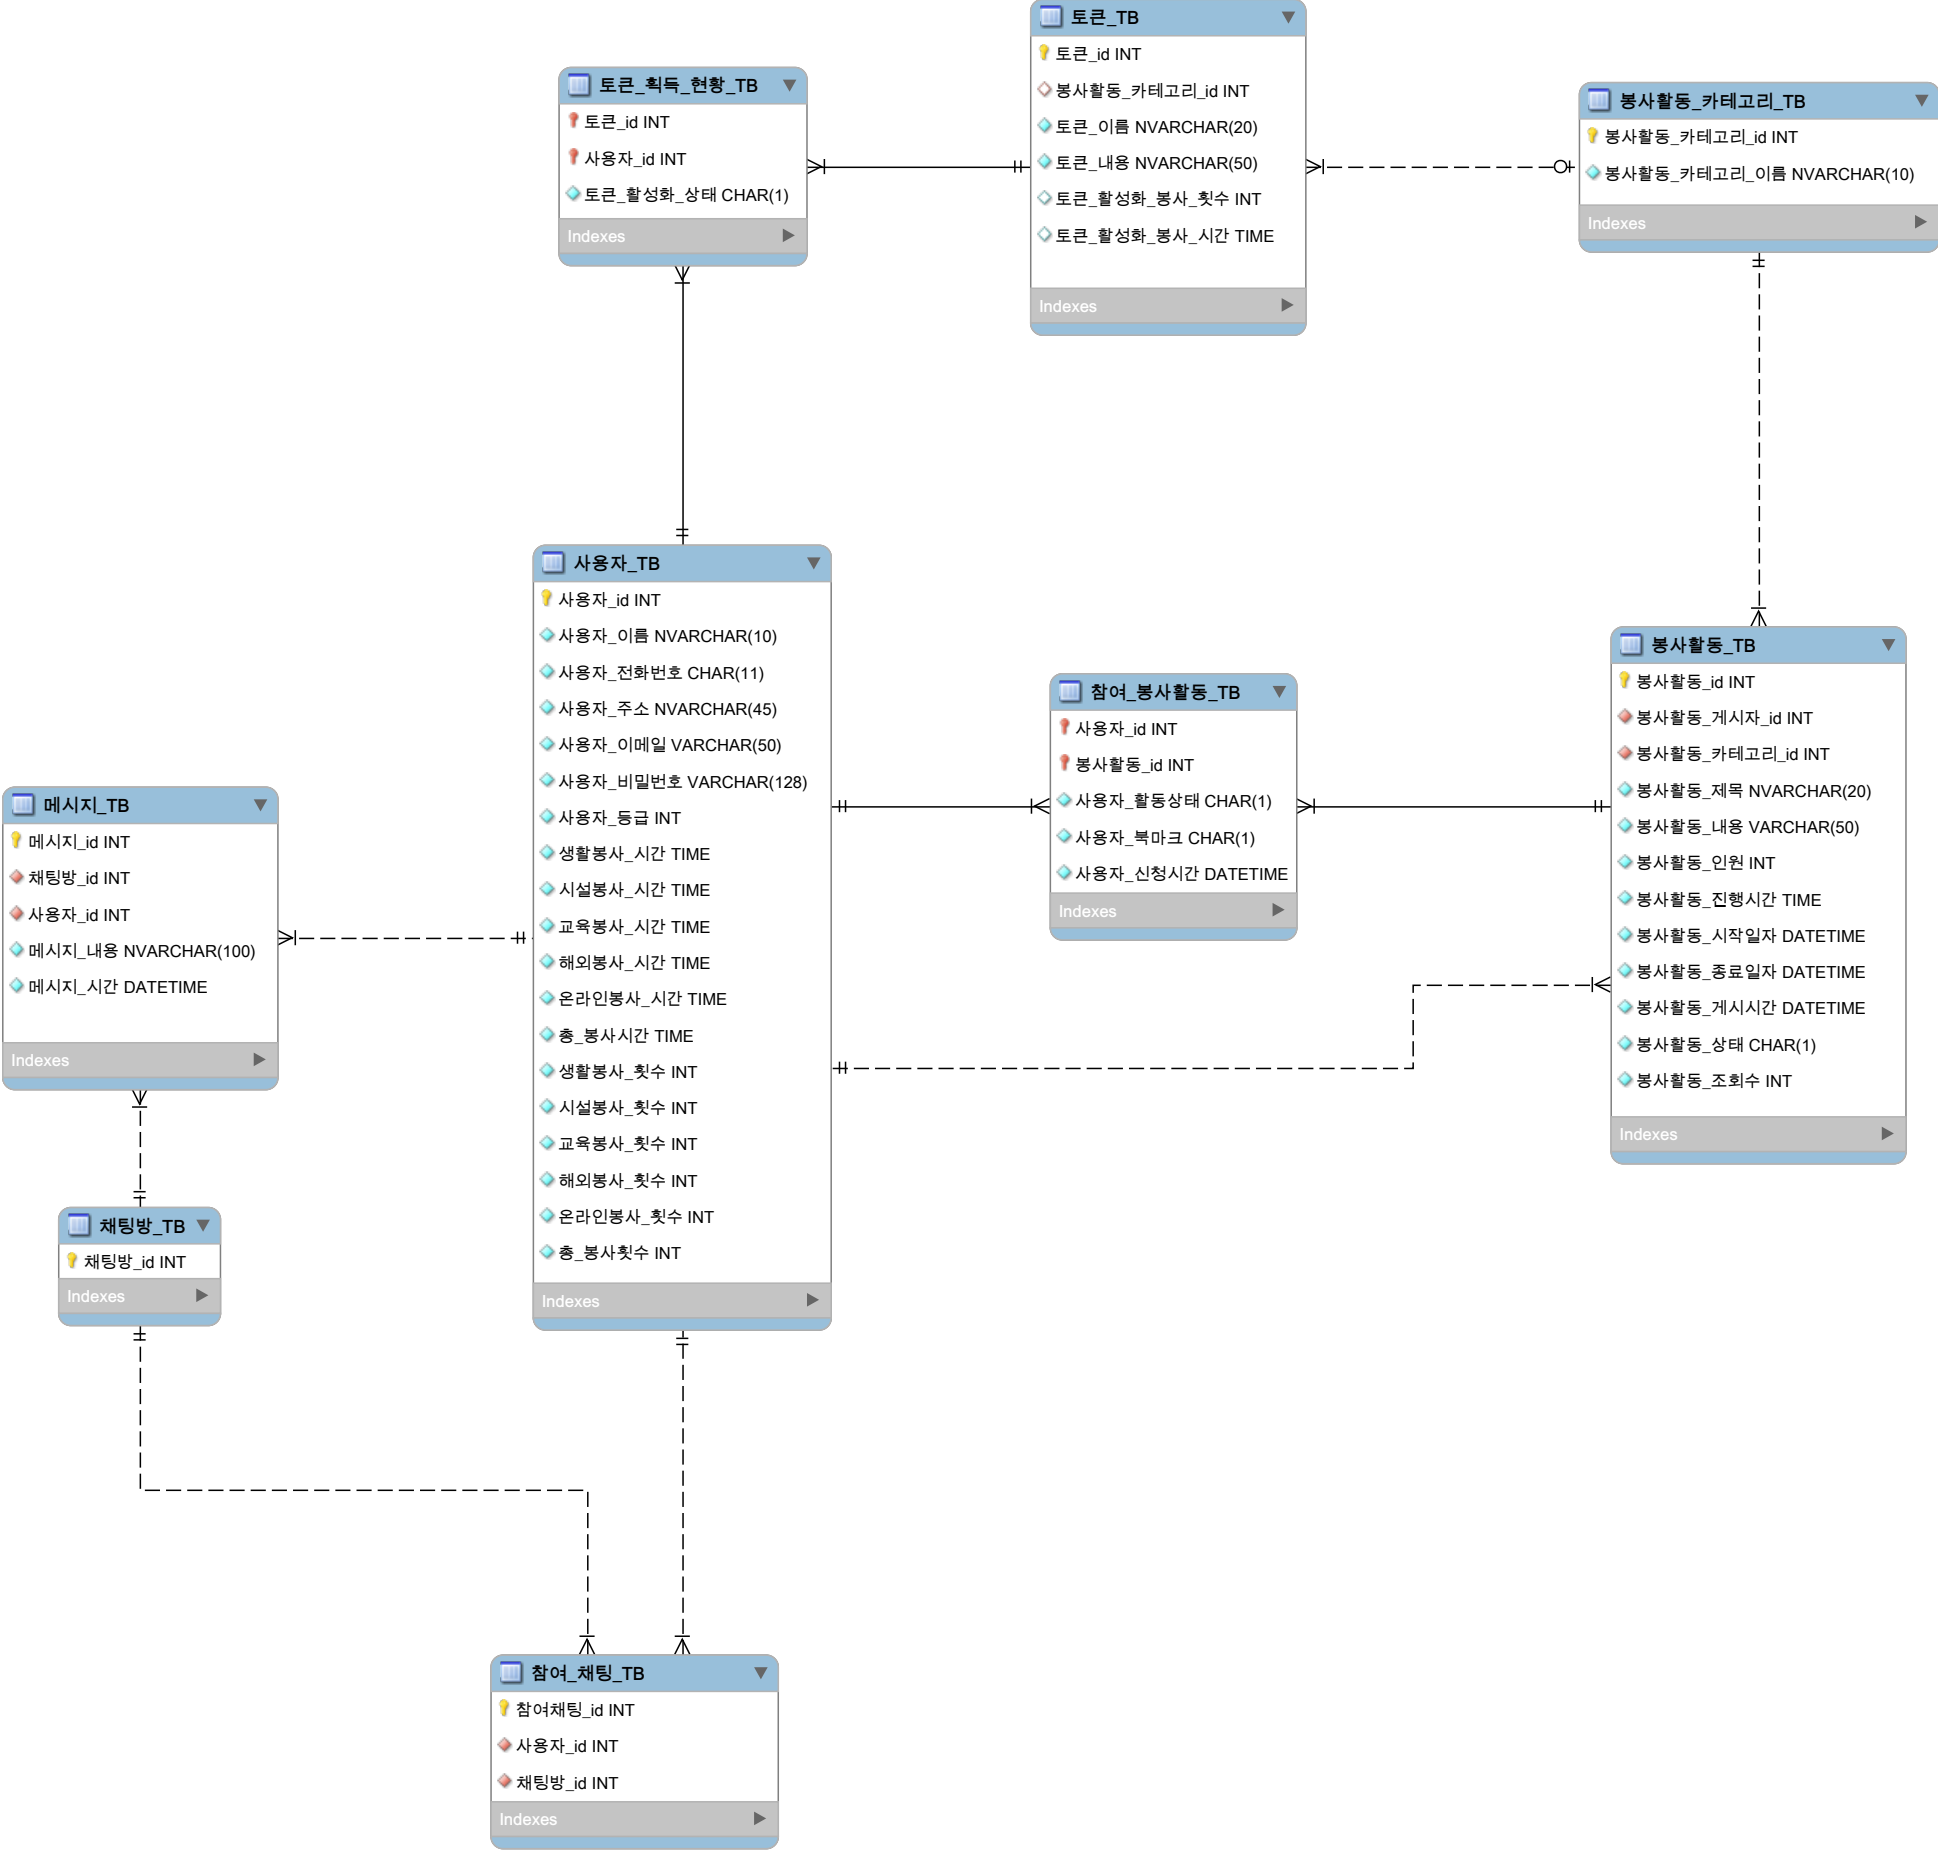 토큰_TB
토큰_id INT
봉사활동_카테고리_id INT
토큰_이름 NVARCHAR(20)
토큰_내용 NVARCHAR(50)
토큰_활성화_봉사_횟수 INT
토큰_활성화_봉사_시간 TIME
Indexes
토큰_획득_현황_TB
토큰_id INT
사용자_id INT
토큰_활성화_상태 CHAR(1)
Indexes
봉사활동_카테고리_TB
봉사활동_카테고리_id INT
봉사활동_카테고리_이름 NVARCHAR(10)
Indexes
사용자_TB
사용자_id INT
사용자_이름 NVARCHAR(10)
사용자_전화번호 CHAR(11)
사용자_주소 NVARCHAR(45)
사용자_이메일 VARCHAR(50)
사용자_비밀번호 VARCHAR(128)
사용자_등급 INT
생활봉사_시간 TIME
시설봉사_시간 TIME
교육봉사_시간 TIME
해외봉사_시간 TIME
온라인봉사_시간 TIME
총_봉사시간 TIME
생활봉사_횟수 INT
시설봉사_횟수 INT
교육봉사_횟수 INT
해외봉사_횟수 INT
온라인봉사_횟수 INT
총_봉사횟수 INT
Indexes
참여_봉사활동_TB
사용자_id INT
봉사활동_id INT
사용자_활동상태 CHAR(1)
사용자_북마크 CHAR(1)
사용자_신청시간 DATETIME
Indexes
봉사활동_TB
봉사활동_id INT
봉사활동_게시자_id INT
봉사활동_카테고리_id INT
봉사활동_제목 NVARCHAR(20)
봉사활동_내용 VARCHAR(50)
봉사활동_인원 INT
봉사활동_진행시간 TIME
봉사활동_시작일자 DATETIME
봉사활동_종료일자 DATETIME
봉사활동_게시시간 DATETIME
봉사활동_상태 CHAR(1)
봉사활동_조회수 INT
Indexes
메시지_TB
메시지_id INT
채팅방_id INT
사용자_id INT
메시지_내용 NVARCHAR(100)
메시지_시간 DATETIME
Indexes
채팅방_TB
채팅방_id INT
Indexes
참여_채팅_TB
참여채팅_id INT
사용자_id INT
채팅방_id INT
Indexes